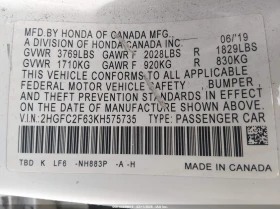 MFD.BY HONDA OF CANADA 06/'19
A DIVISION OF HONDA CANADA INC.
GVWR 3769LBS GAWR F 2028LBS R 1829LBS
GVWR 1710KG GAWR F 920KG R 830KG
THIS VEHICLE CONFORMS TO ALL APPLICABLE
FEDERAL MOTOR VEHICLE SAFETY, BUMPER,
AND THEFT PREVENTION STANDARDS IN EFFECT
ON THE DATE OF MANUFACTURE SHOWN ABOVE.
V.I.N.:2HGFC2F63KH575735 TYPE:PASSENGER CAR
TBD K LF6 -NH883P -A -H
MADE IN CANADA